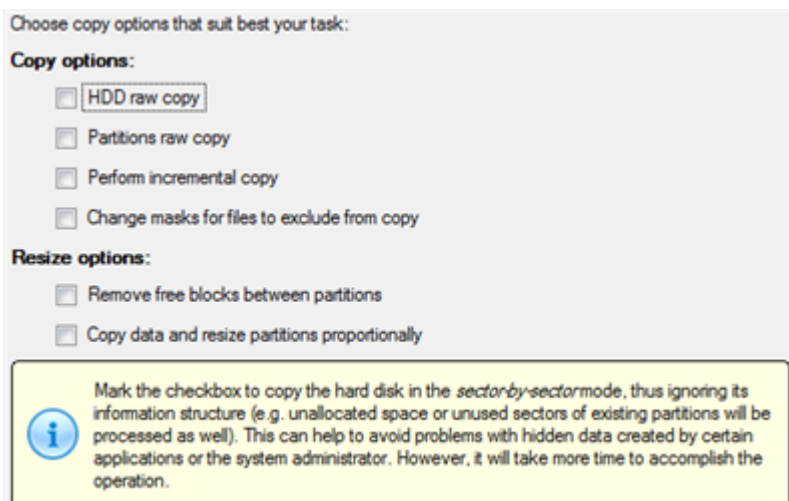 Choose copy options that suit best your task:
Copy options:
HDD raw copy
Partitions raw copy
Perform incremental copy
Change masks for files to exclude from copy
Resize options:
Remove free blocks between partitions
Copy data and resize partitions proportionally
Mark the checkbox to copy the hard disk in the sector-by-sector mode, thus ignoring its
information structure (e.g. unallocated space or unused sectors of existing partitions will be
processed as well). This can help to avoid problems with hidden data created by certain
applications or the system administrator. However, it will take more time to accomplish the
operation.